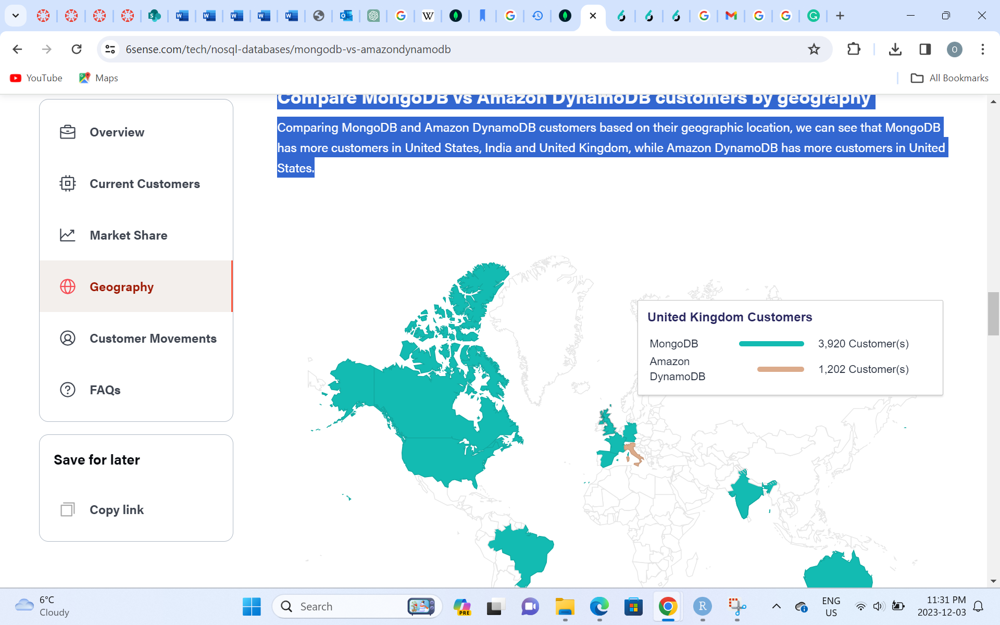 6sense.com/tech/nosql-databases/mongodb-vs-amazondynamodb
O
YouTube
Maps
All Bookmarks
Overview
Current Customers
Market Share
Geography
Customer Movements
FAQs
Save for later
Copy link
Compare MongoDB vs Amazon DynamoDB customers by geography
Comparing MongoDB and Amazon DynamoDB customers based on their geographic location, we can see that MongoDB
has more customers in United States, India and United Kingdom, while Amazon DynamoDB has more customers in United
States.
United Kingdom Customers
MongoDB 3,920 Customer(s)
Amazon
DynamoDB 1,202 Customer(s)
6°C
Cloudy
Search
PRE
R
ENG
US
11:31 PM
2023-12-03